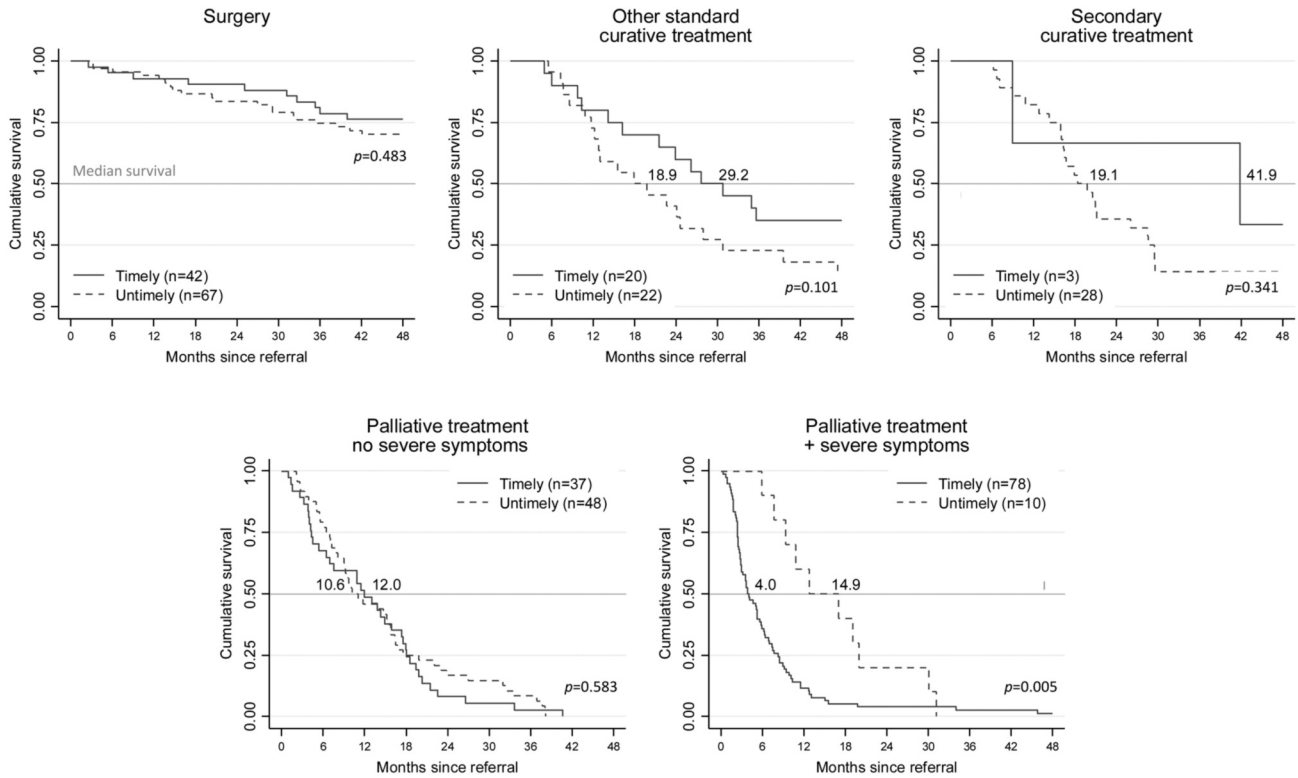 Surgery
Cumulative survival
1.00
0.75
0.50
0.25
0.00
Median survival
p=0.483
Timely (n=42)
Untimely (n=67)
0 6 12 18 24 30 36 42 48
Months since referral
Other standard
curative treatment
Cumulative survival
1.00
0.75
0.50
0.25
0.00
18.9 29.2
Timely (n=20)
Untimely (n=22)
p=0.101
0 6 12 18 24 30 36 42 48
Months since referral
Secondary
curative treatment
Cumulative survival
1.00
0.75
0.50
0.25
0.00
19.1 41.9
Timely (n=3)
Untimely (n=28)
p=0.341
0 6 12 18 24 30 36 42 48
Months since referral
Palliative treatment
no severe symptoms
Cumulative survival
1.00
0.75
0.50
0.25
0.00
Timely (n=37)
Untimely (n=48)
10.6 12.0
p=0.583
0 6 12 18 24 30 36 42 48
Months since referral
Palliative treatment
+ severe symptoms
Cumulative survival
1.00
0.75
0.50
0.25
0.00
Timely (n=78)
Untimely (n=10)
4.0 14.9
p=0.005
0 6 12 18 24 30 36 42 48
Months since referral